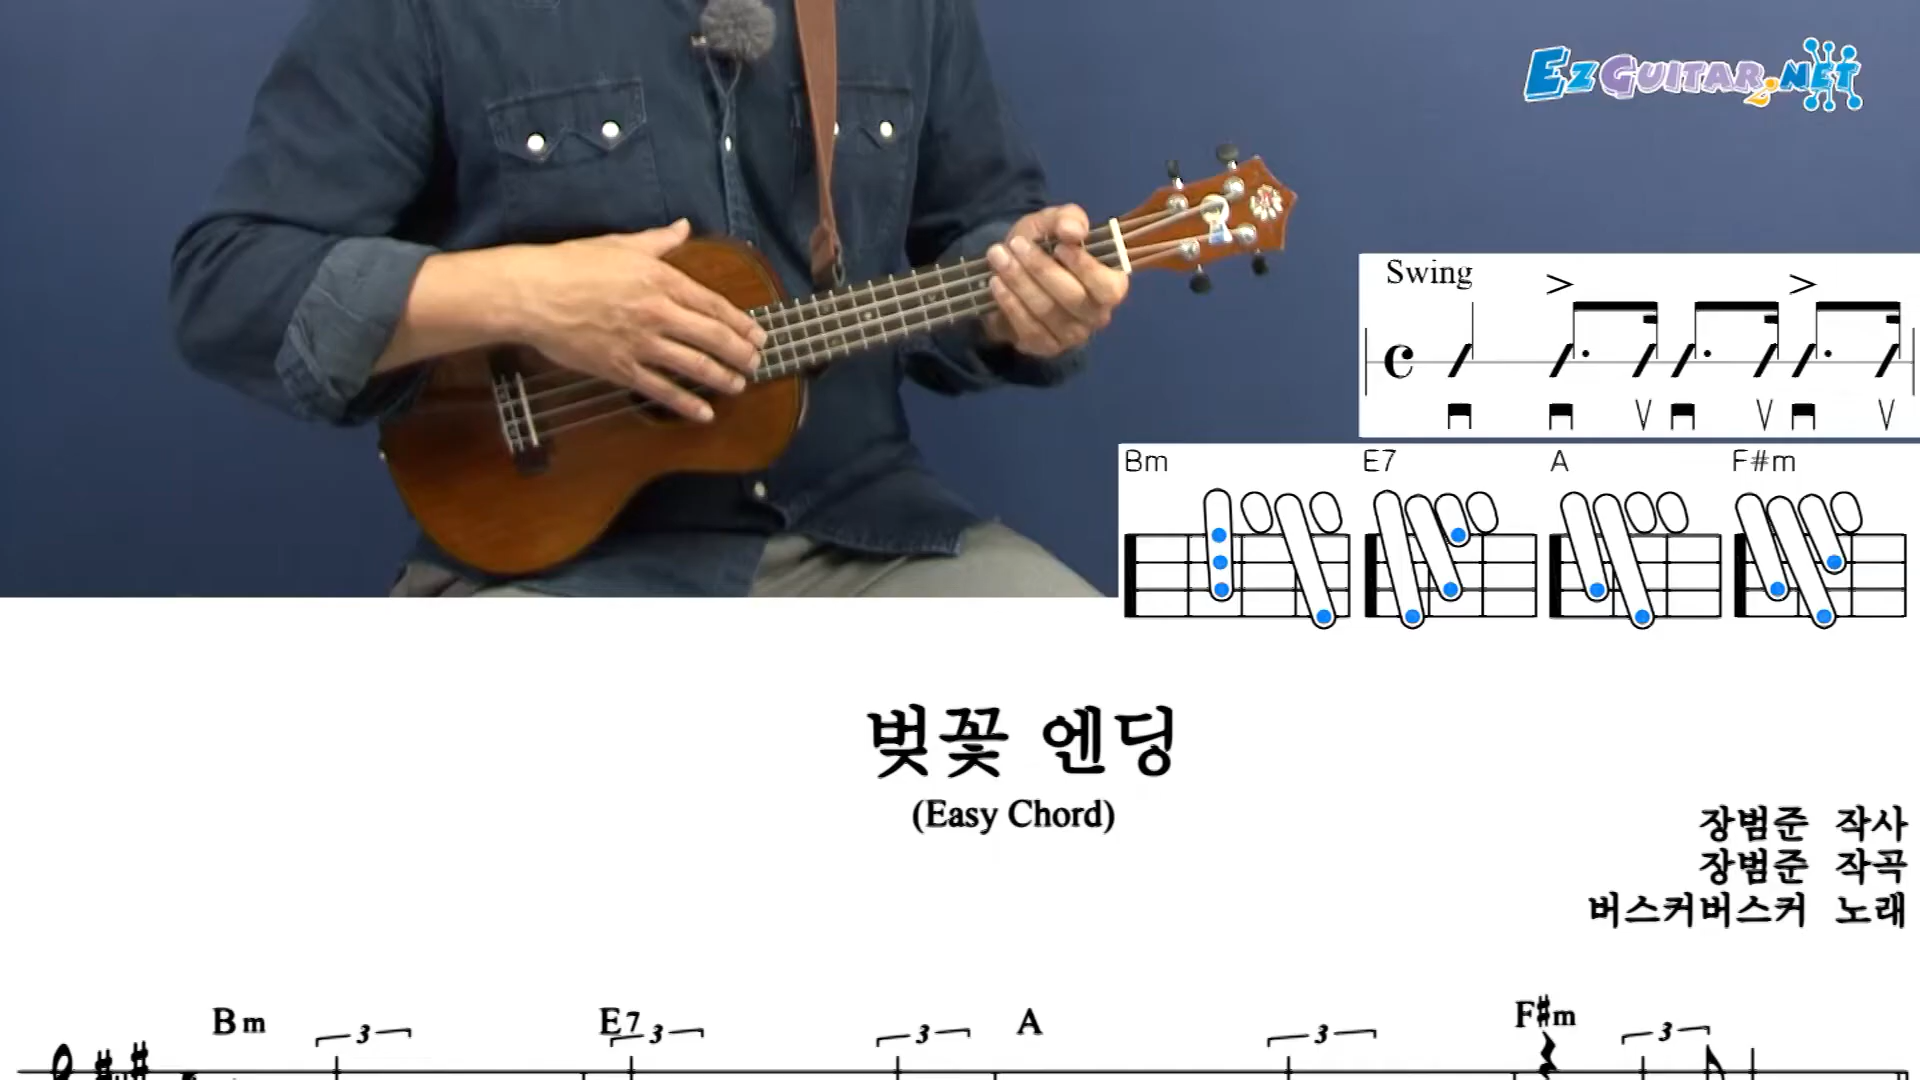 EZGUITAR.NET
Swing
Bm E7 A F#m
벚꽃 엔딩
(Easy Chord)
장범준 작사
장범준 작곡
버스커버스커 노래
Bm 3 E7 3 3 A 3 F#m 3